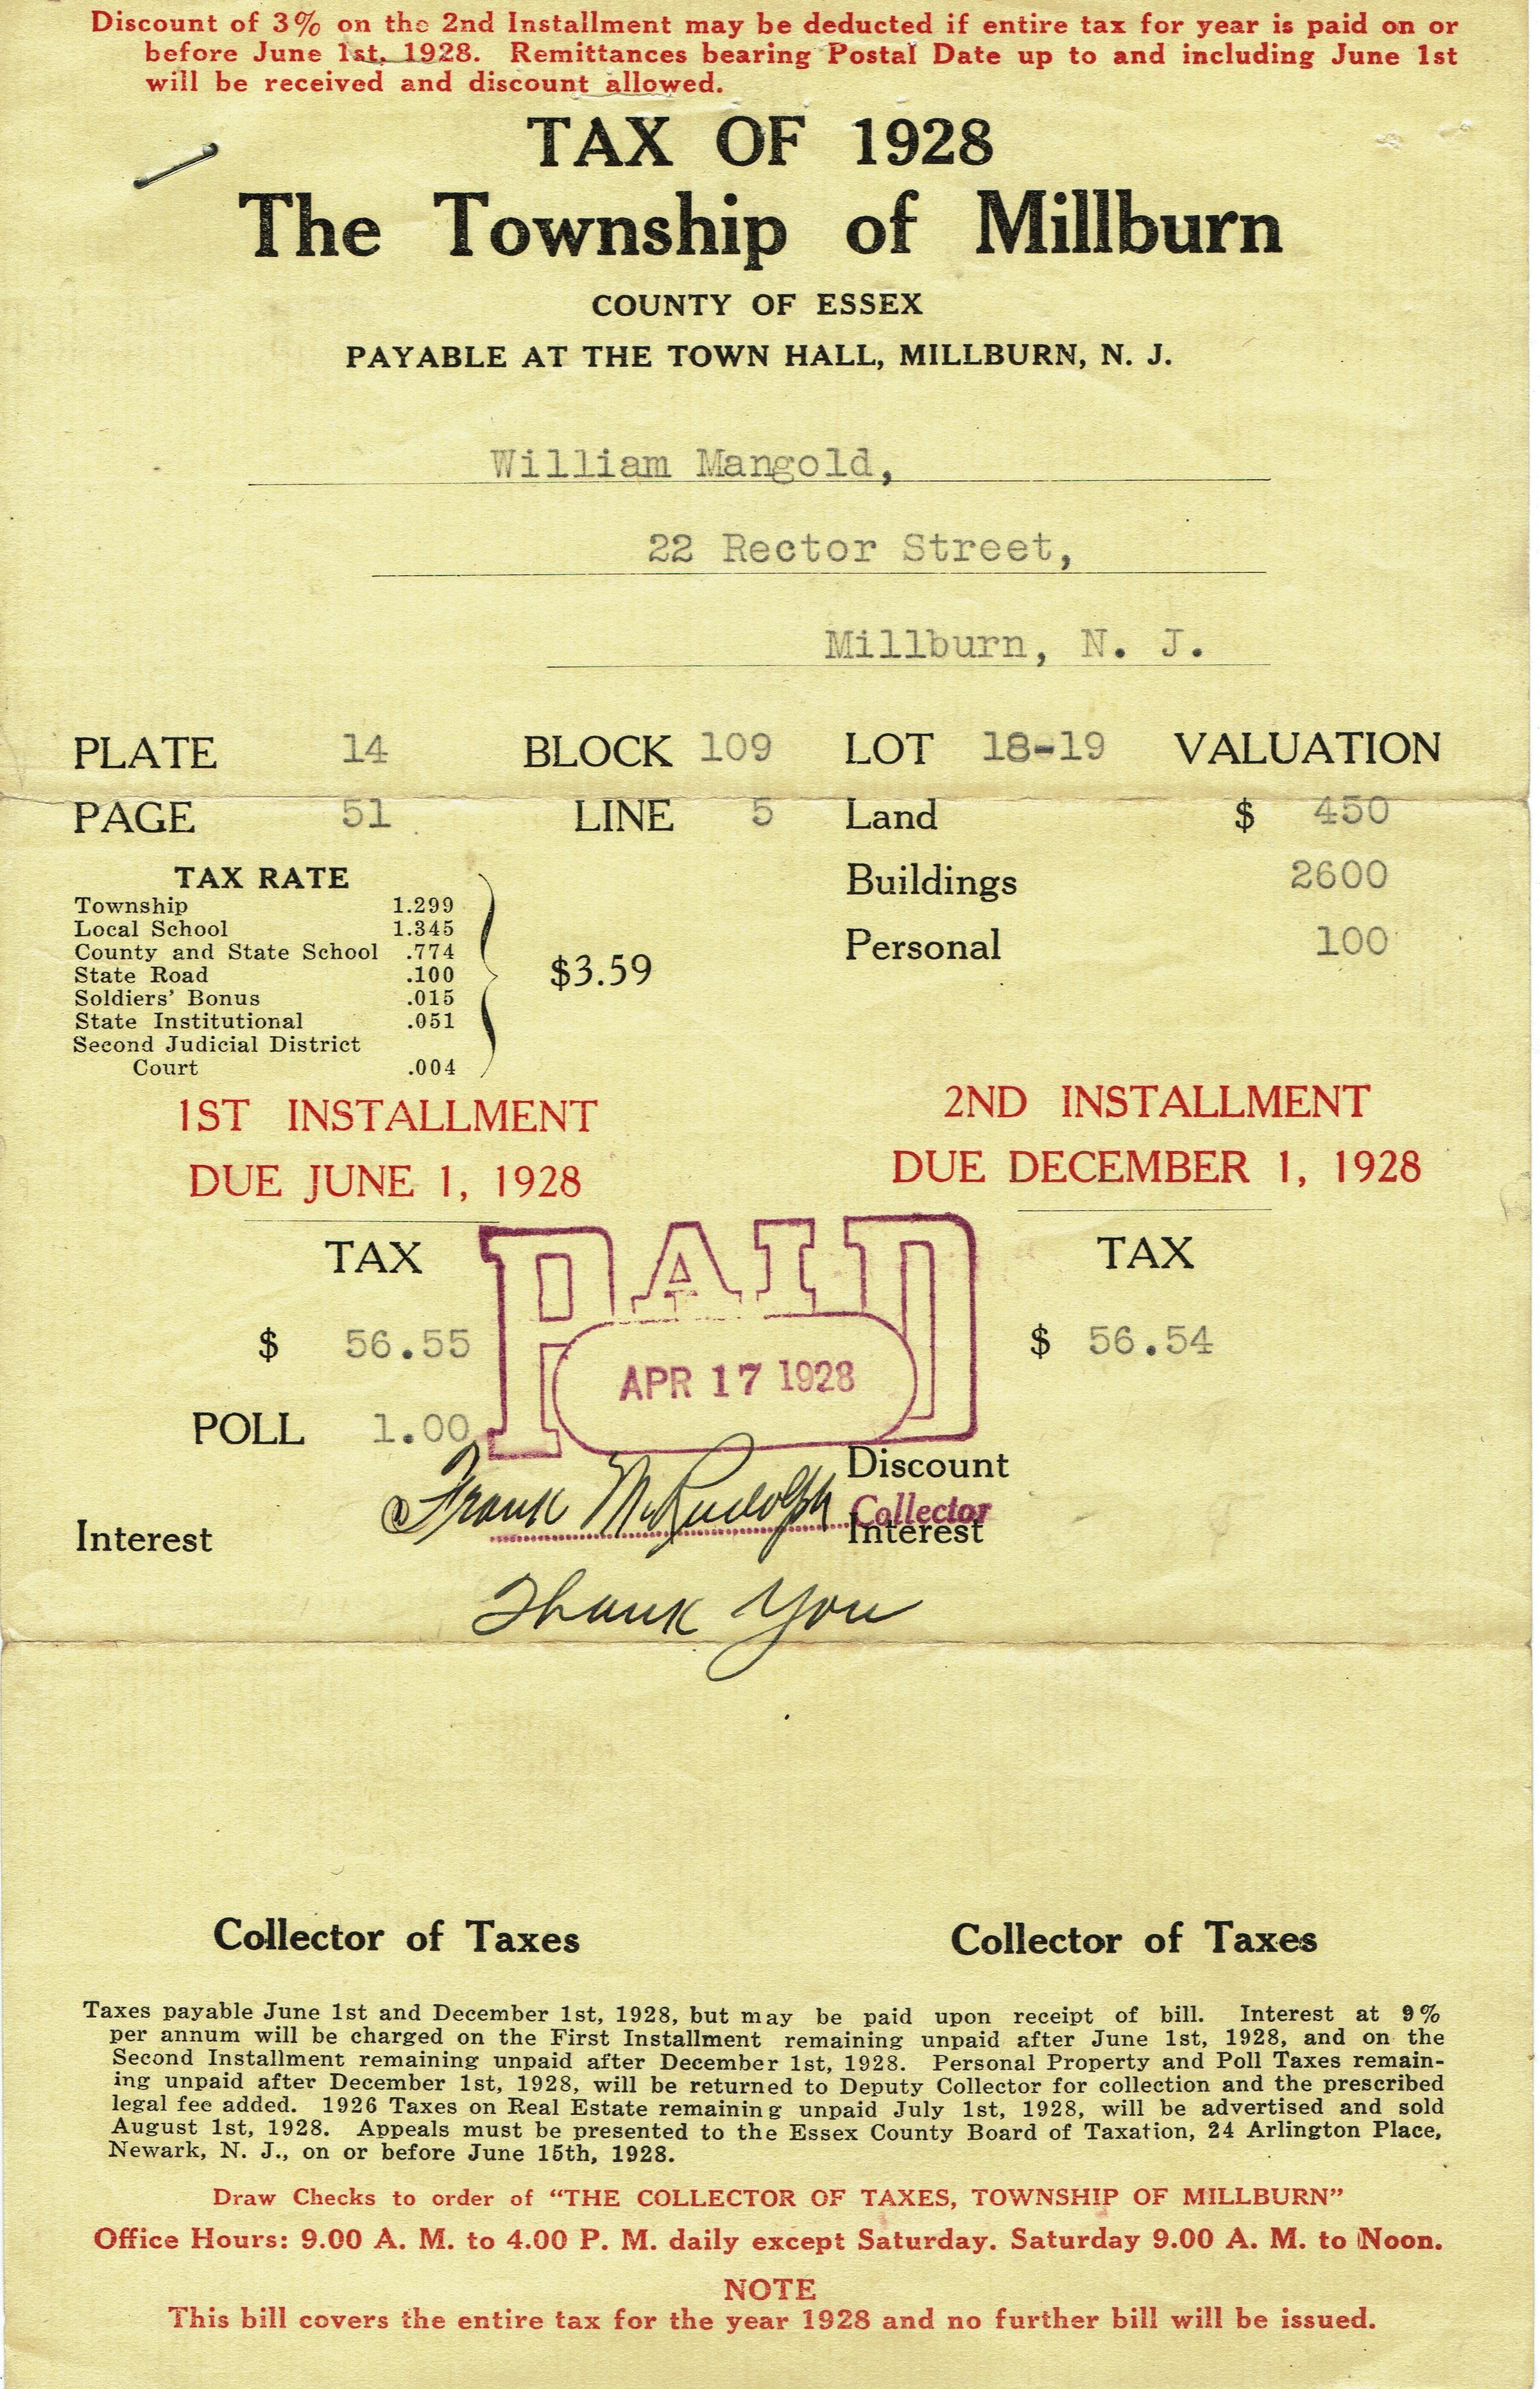 Discount of 3% on the 2nd Installment may be deducted if entire tax for year is paid on or
before June 1st, 1928. Remittances bearing Postal Date up to and including June 1st
will be received and discount allowed.
TAX OF 1928
The Township of Millburn
COUNTY OF ESSEX
PAYABLE AT THE TOWN HALL, MILLBURN, N. J.
William Mangold,
22 Rector Street,
Millburn, N. J.
PLATE 14 BLOCK 109 LOT 18-19 VALUATION
PAGE 51 LINE 5 Land $ 450
Buildings 2600
Personal 100
TAX RATE
Township 1.299
Local School 1.345
County and State School .774
State Road .100
Soldiers' Bonus .015
State Institutional .051
Second Judicial District
Court .004
$3.59
1ST INSTALLMENT
DUE JUNE 1, 1928
2ND INSTALLMENT
DUE DECEMBER 1, 1928
TAX
TAX
$ 56.55
$ 56.54
PAID
APR 17 1928
POLL 1.00
Discount
Frank McRudolph Collector
Interest
Interest
Thank You
Collector of Taxes
Collector of Taxes
Taxes payable June 1st and December 1st, 1928, but may be paid upon receipt of bill. Interest at 9%
per annum will be charged on the First Installment remaining unpaid after June 1st, 1928, and on the
Second Installment remaining unpaid after December 1st, 1928. Personal Property and Poll Taxes remain-
ing unpaid after December 1st, 1928, will be returned to Deputy Collector for collection and the prescribed
legal fee added. 1926 Taxes on Real Estate remaining unpaid July 1st, 1928, will be advertised and sold
August 1st, 1928. Appeals must be presented to the Essex County Board of Taxation, 24 Arlington Place,
Newark, N. J., on or before June 15th, 1928.
Draw Checks to order of "THE COLLECTOR OF TAXES, TOWNSHIP OF MILLBURN"
Office Hours: 9.00 A. M. to 4.00 P. M. daily except Saturday. Saturday 9.00 A. M. to Noon.
NOTE
This bill covers the entire tax for the year 1928 and no further bill will be issued.